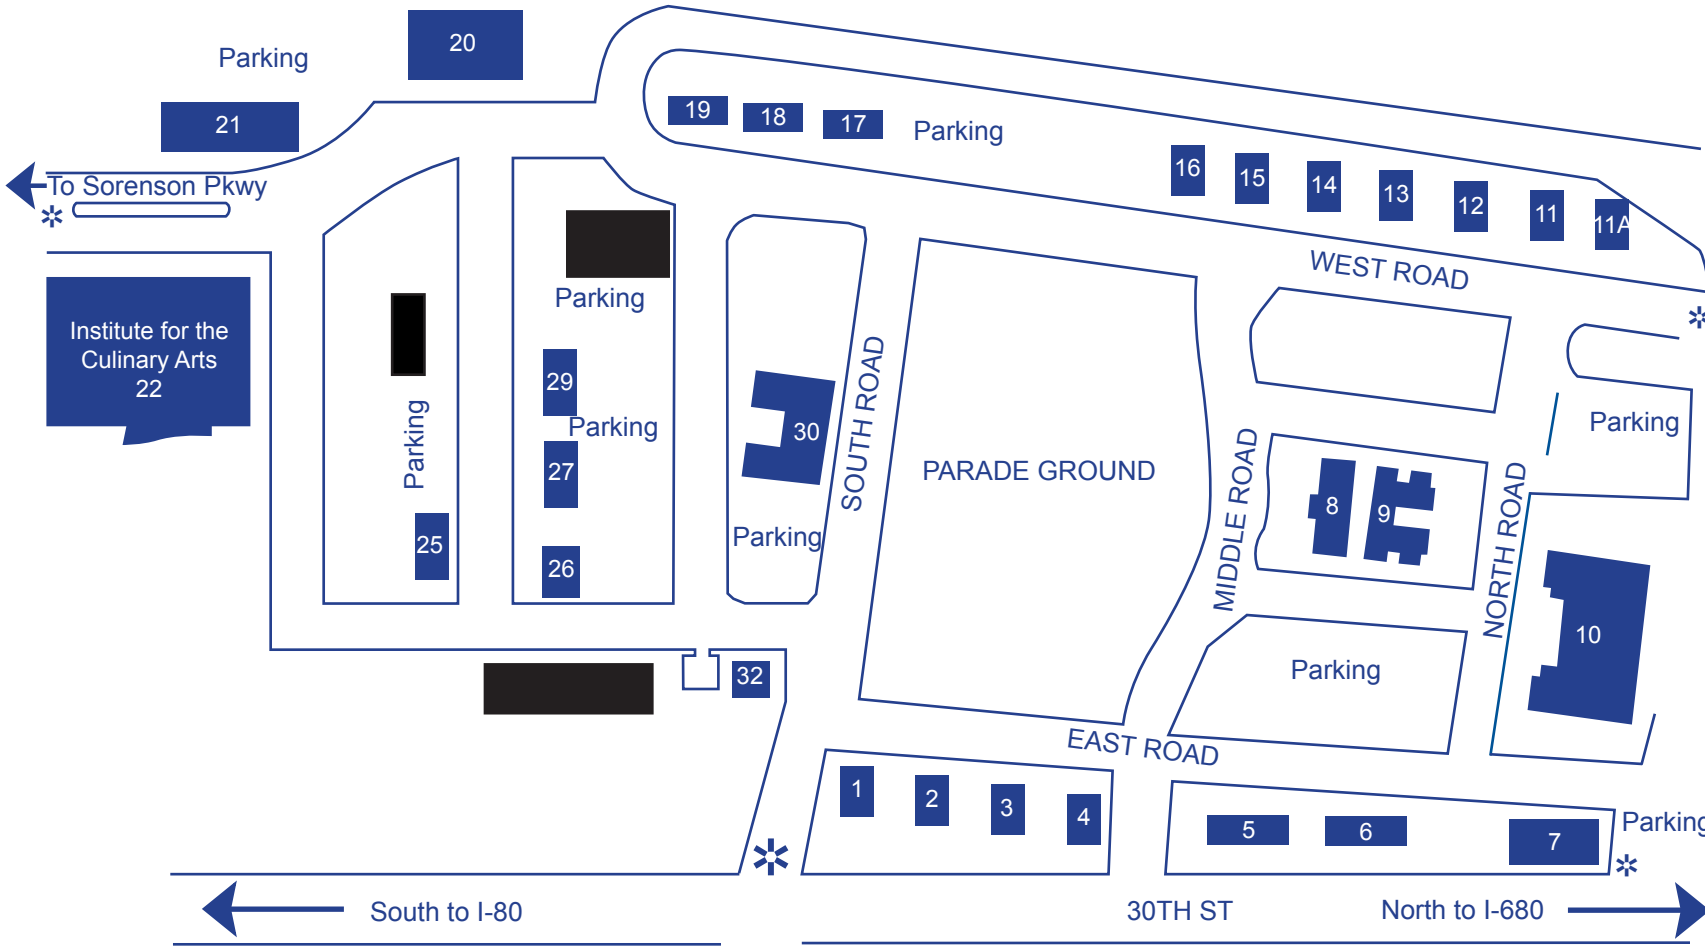 20
Parking
21
19
18
17
Parking
16
15
14
13
12
11
11A
To Sorenson Pkwy
WEST ROAD
Parking
Institute for the
Culinary Arts
22
29
Parking
Parking
30
SOUTH ROAD
PARADE GROUND
MIDDLE ROAD
8
9
NORTH ROAD
Parking
27
25
26
Parking
10
32
Parking
EAST ROAD
1
2
3
4
5
6
7
Parking
South to I-80
30TH ST
North to I-680